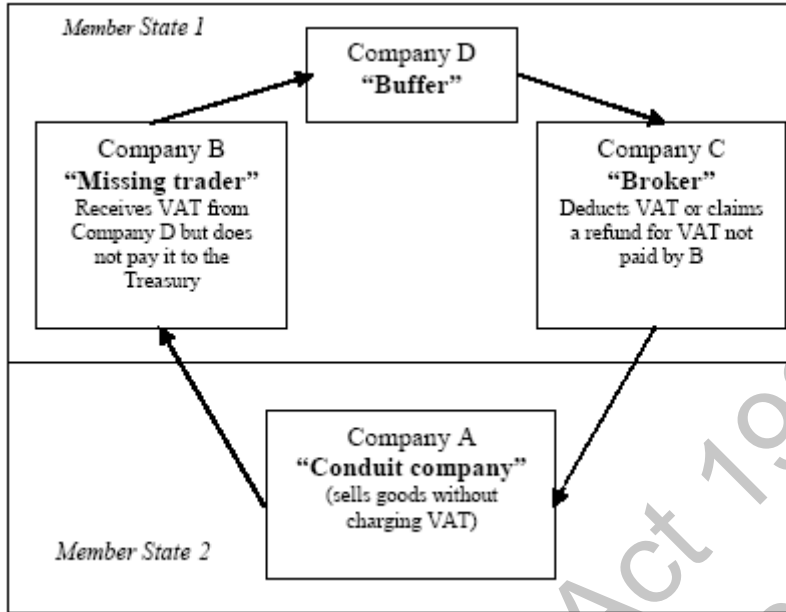 Member State 1
Company D
“Buffer”
Company B
“Missing trader”
Receives VAT from
Company D but does
not pay it to the
Treasury
Company C
“Broker”
Deducts VAT or claims
a refund for VAT not
paid by B
Company A
“Conduit company”
(sells goods without
charging VAT)
Member State 2
Act 19